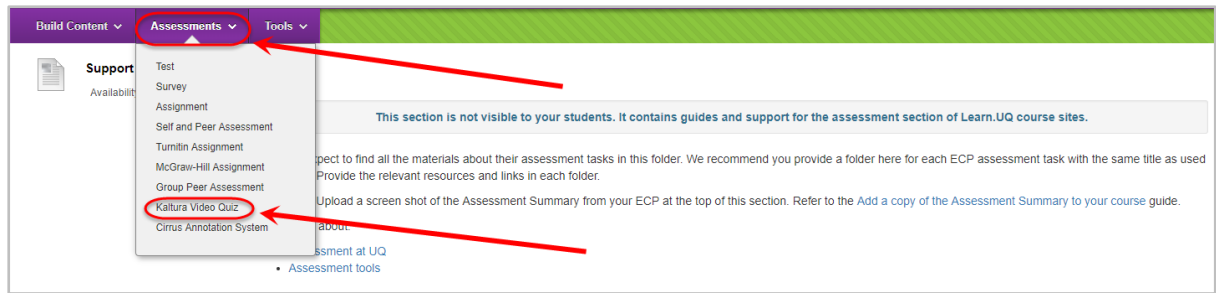 Build Content Assessments Tools
Support
Availability
Test
Survey
Assignment
Self and Peer Assessment
Turnitin Assignment
McGraw-Hill Assignment
Group Peer Assessment
Kaltura Video Quiz
Cirrus Annotation System
This section is not visible to your students. It contains guides and support for the assessment section of Learn.UQ course sites.
to find all the materials about their assessment tasks in this folder. We recommend you provide a folder here for each ECP assessment task with the same title as used
Provide the relevant resources and links in each folder.
Upload a screen shot of the Assessment Summary from your ECP at the top of this section. Refer to the Add a copy of the Assessment Summary to your course guide.
about:
at UQ
• Assessment tools